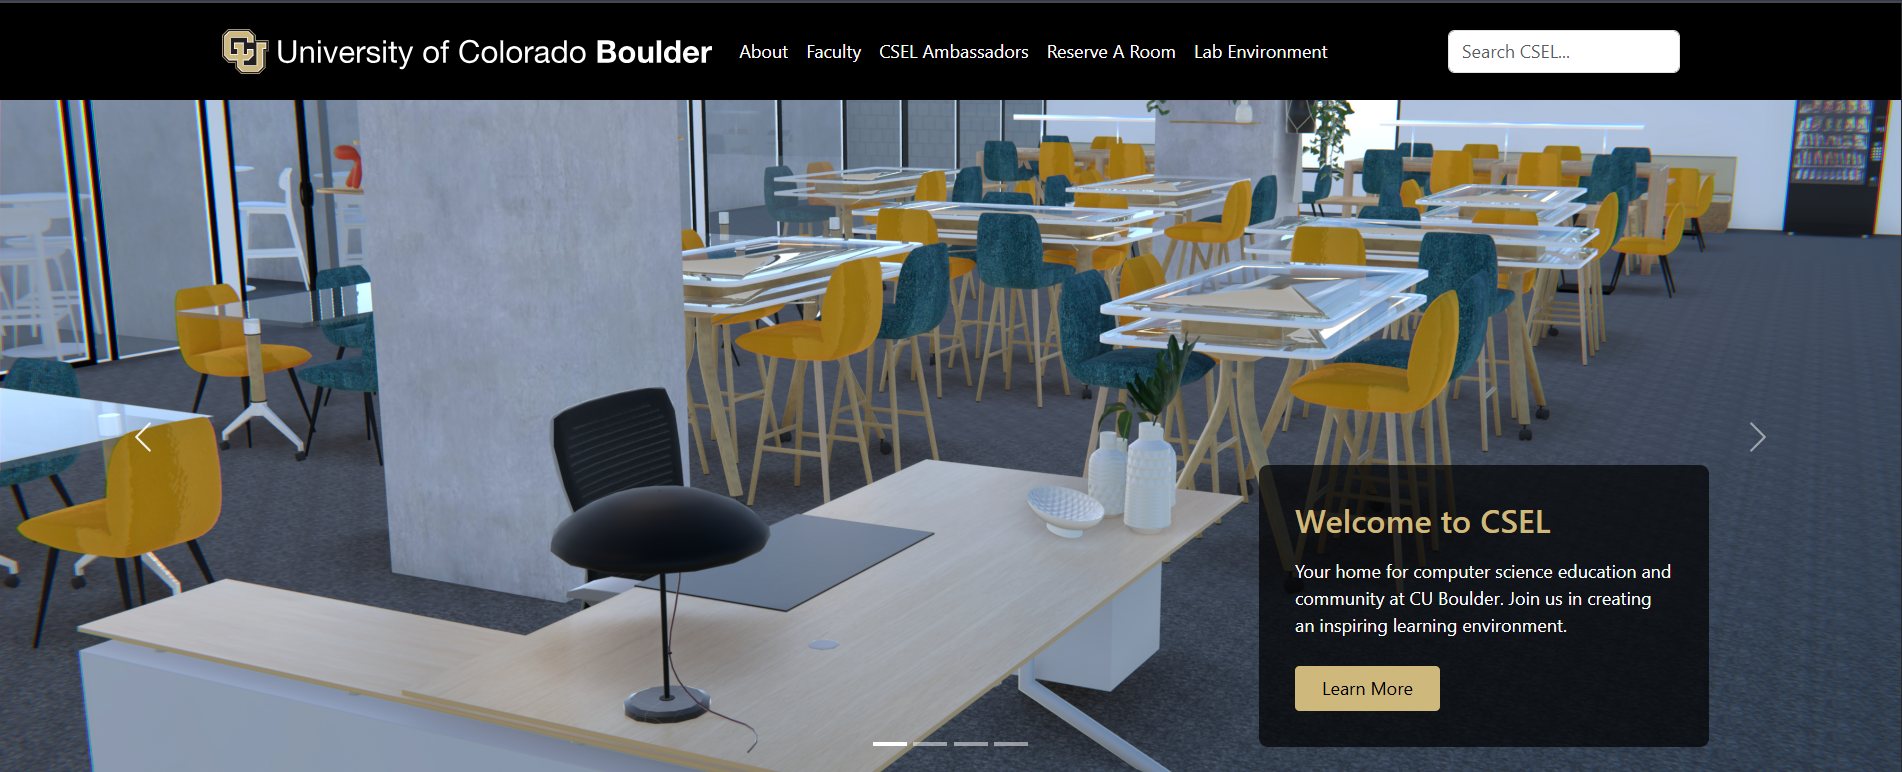 CU University of Colorado Boulder
About Faculty CSEL Ambassadors Reserve A Room Lab Environment
Search CSEL...
Welcome to CSEL
Your home for computer science education and
community at CU Boulder. Join us in creating
an inspiring learning environment.
Learn More